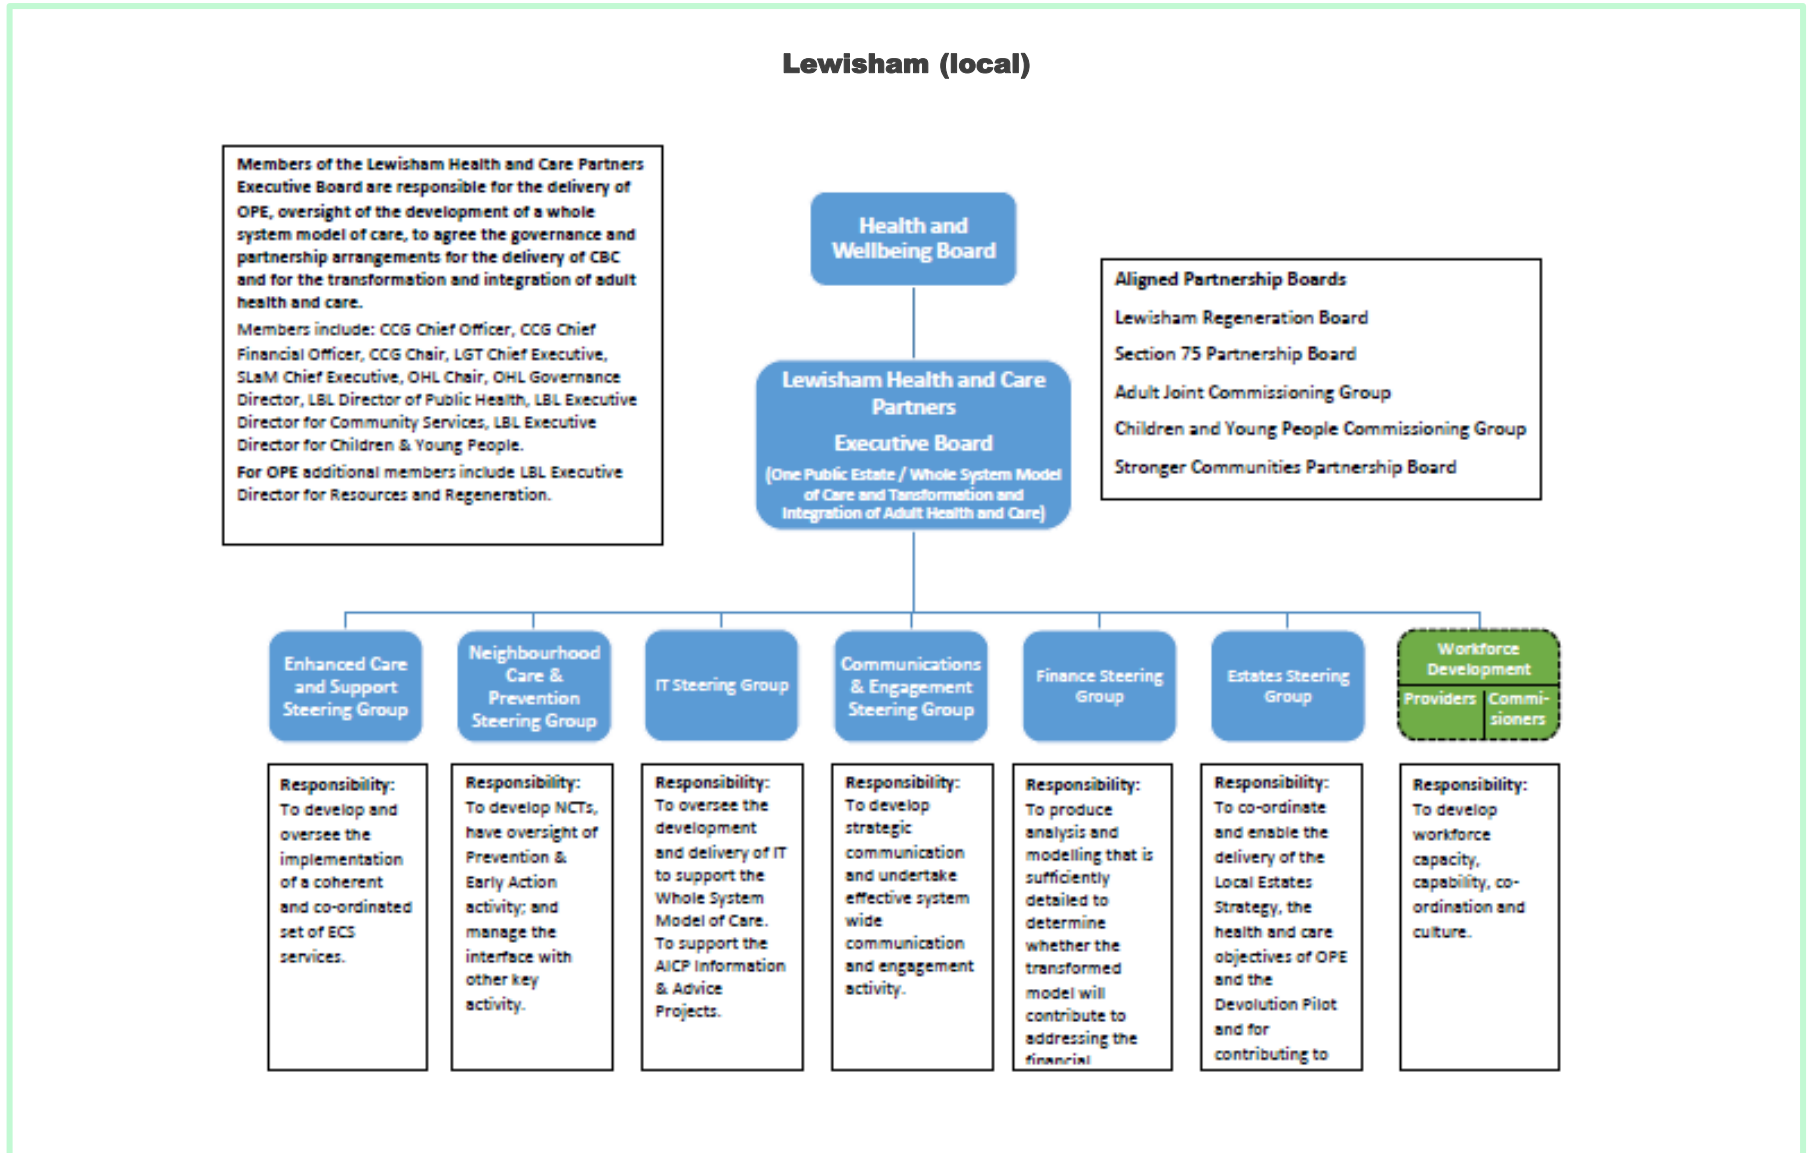 Lewisham (local)
Members of the Lewisham Health and Care Partners
Executive Board are responsible for the delivery of
OPE, oversight of the development of a whole
system model of care, to agree the governance and
partnership arrangements for the delivery of CBC
and for the transformation and integration of adult
health and care.
Members include: CCG Chief Officer, CCG Chief
Financial Officer, CCG Chair, LGT Chief Executive,
SLaM Chief Executive, OHL Chair, OHL Governance
Director, LBL Director of Public Health, LBL Executive
Director for Community Services, LBL Executive
Director for Children & Young People.
For OPE additional members include LBL Executive
Director for Resources and Regeneration.
Health and
Wellbeing Board
Lewisham Health and Care
Partners
Executive Board
(One Public Estate / Whole System Model
of Care and Tansformation and
Integration of Adult Health and Care)
Aligned Partnership Boards
Lewisham Regeneration Board
Section 75 Partnership Board
Adult Joint Commissioning Group
Children and Young People Commissioning Group
Stronger Communities Partnership Board
Enhanced Care
and Support
Steering Group
Neighbourhood
Care &
Prevention
Steering Group
IT Steering Group
Communications
& Engagement
Steering Group
Finance Steering
Group
Estates Steering
Group
Workforce
Development
Providers
Commi-
sioners
Responsibility:
To develop and
oversee the
implementation
of a coherent
and co-ordinated
set of ECS
services.
Responsibility:
To develop NCTs,
have oversight of
Prevention &
Early Action
activity; and
manage the
interface with
other key
activity.
Responsibility:
To oversee the
development
and delivery of IT
to support the
Whole System
Model of Care.
To support the
AICP Information
& Advice
Projects.
Responsibility:
To develop
strategic
communication
and undertake
effective system
wide
communication
and engagement
activity.
Responsibility:
To produce
analysis and
modelling that is
sufficiently
detailed to
determine
whether the
transformed
model will
contribute to
addressing the
financial
Responsibility:
To co-ordinate
and enable the
delivery of the
Local Estates
Strategy, the
health and care
objectives of OPE
and the
Devolution Pilot
and for
contributing to
Responsibility:
To develop
workforce
capacity,
capability, co-
ordination and
culture.